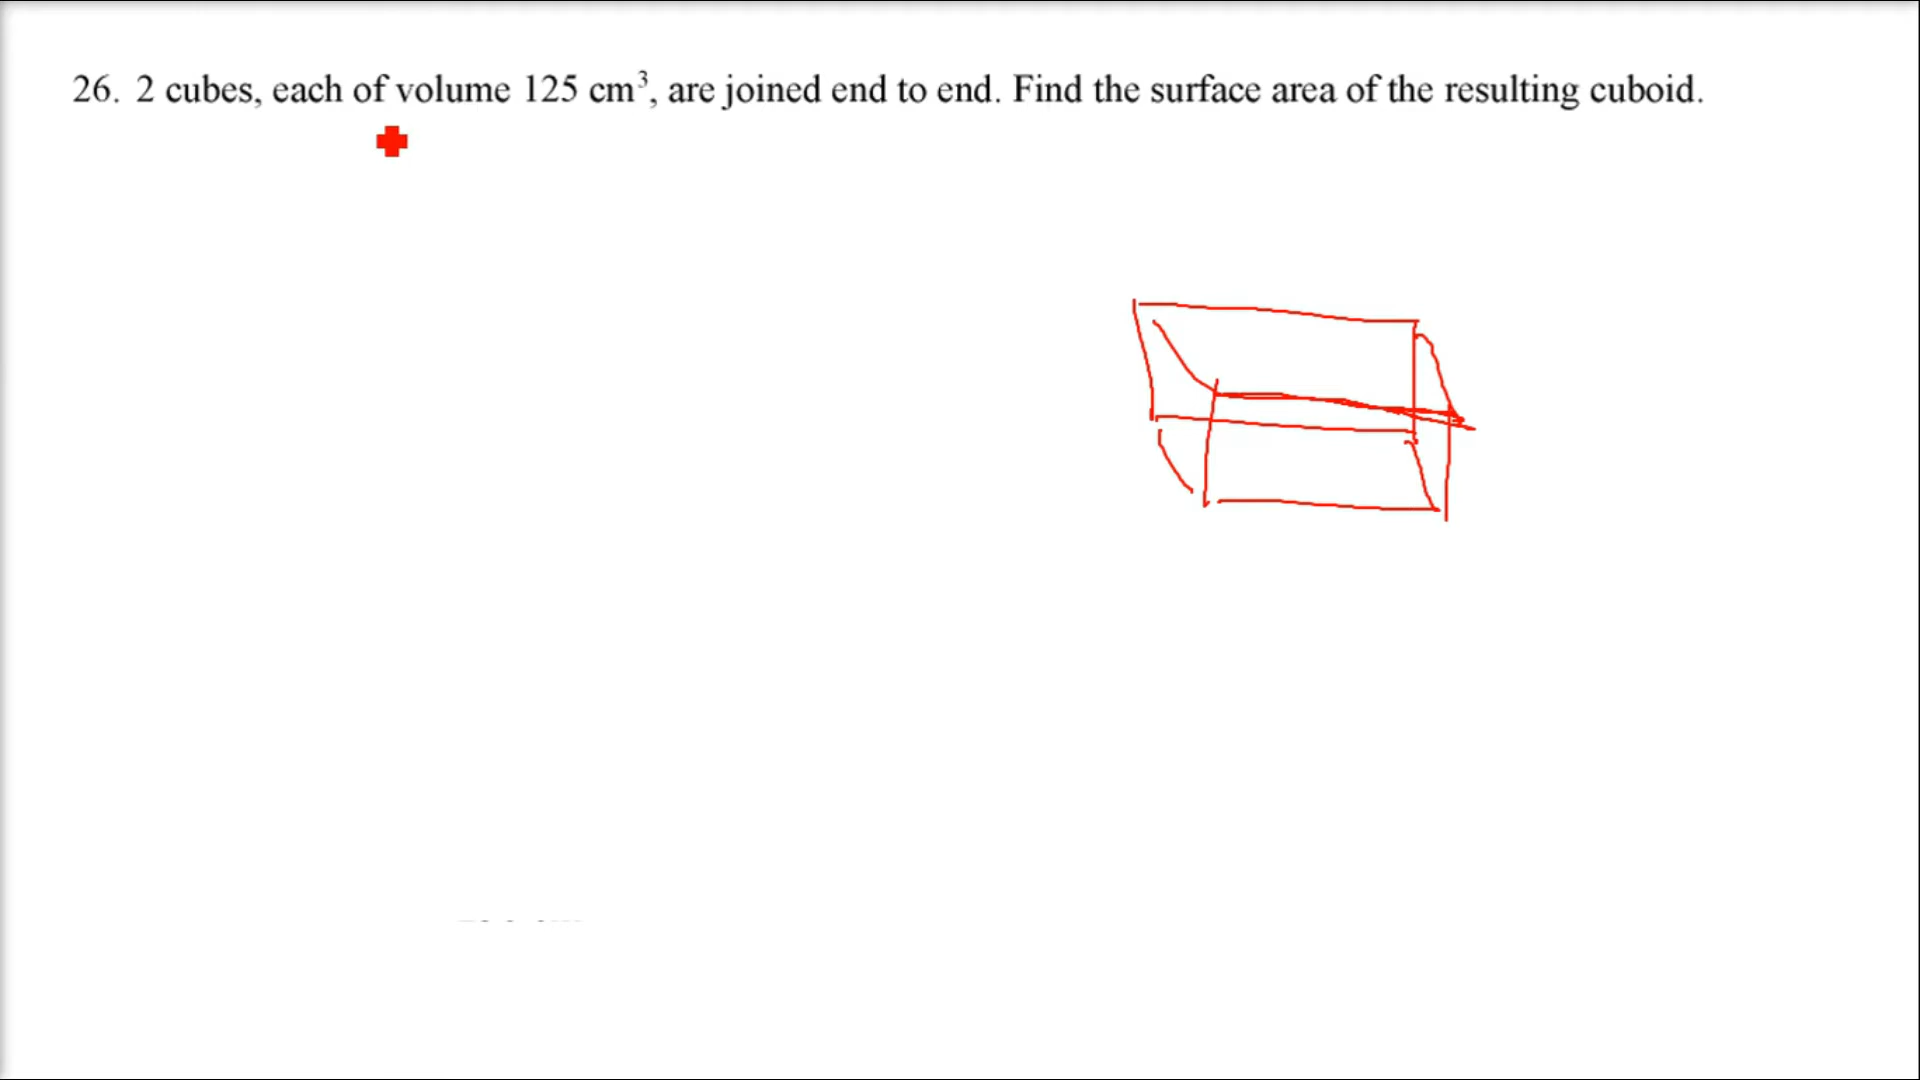 26. 2 cubes, each of volume 125 cm³, are joined end to end. Find the surface area of the resulting cuboid.